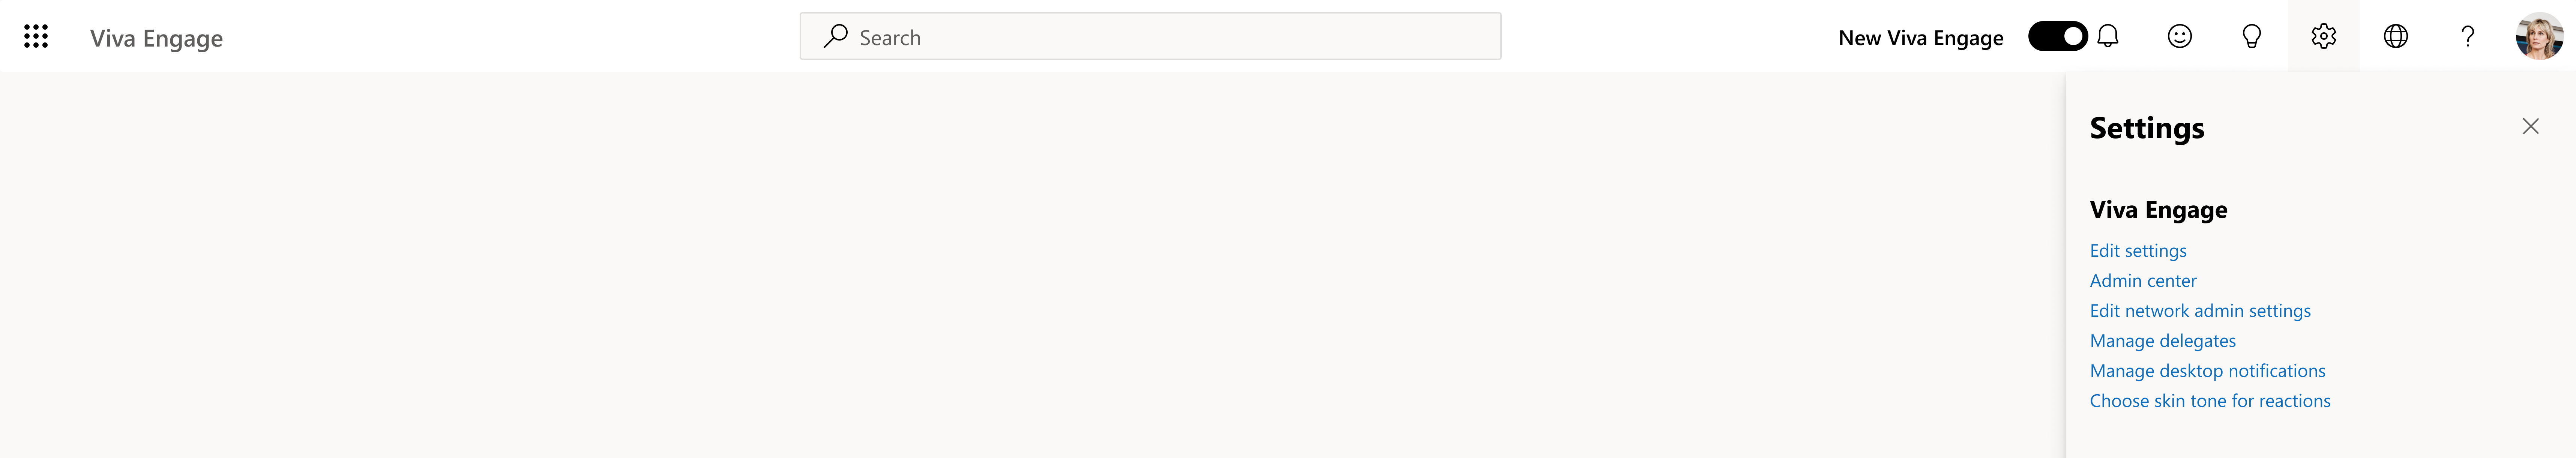 Viva Engage
Search
New Viva Engage
Settings
Viva Engage
Edit settings
Admin center
Edit network admin settings
Manage delegates
Manage desktop notifications
Choose skin tone for reactions